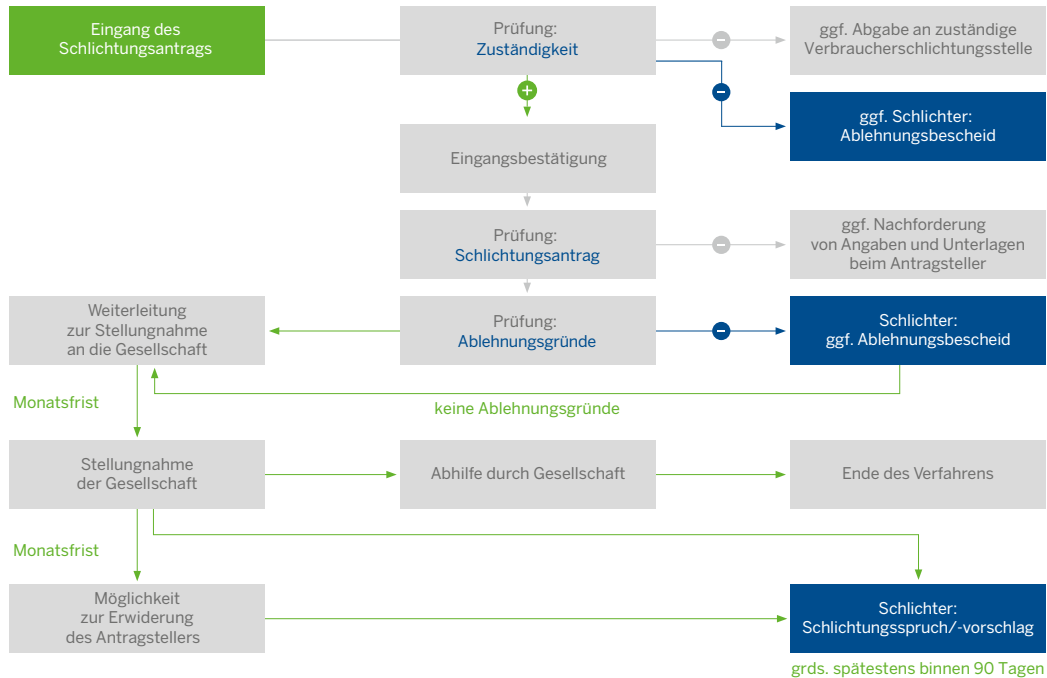 Eingang des
Schlichtungsantrags
Prüfung:
Zuständigkeit
ggf. Abgabe an zuständige
Verbraucherschlichtungsstelle
ggf. Schlichter:
Ablehnungsbescheid
Eingangsbestätigung
Prüfung:
Schlichtungsantrag
ggf. Nachforderung
von Angaben und Unterlagen
beim Antragsteller
Weiterleitung
zur Stellungnahme
an die Gesellschaft
Prüfung:
Ablehnungsgründe
Schlichter:
ggf. Ablehnungsbescheid
Monatsfrist
keine Ablehnungsgründe
Stellungnahme
der Gesellschaft
Abhilfe durch Gesellschaft
Ende des Verfahrens
Monatsfrist
Möglichkeit
zur Erwiderung
des Antragstellers
Schlichter:
Schlichtungsspruch/-vorschlag
grds. spätestens binnen 90 Tagen